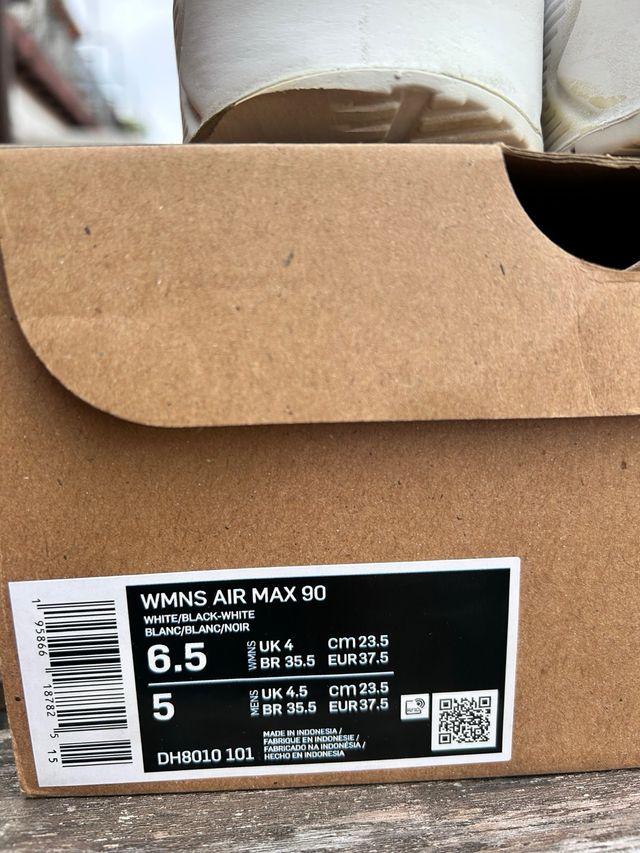 WMNS AIR MAX 90
WHITE/BLACK-WHITE
BLANC/BLANC/NOIR
6.5 WMNS UK 4 cm 23.5
BR 35.5 EUR 37.5
5 MENS UK 4.5 cm 23.5
BR 35.5 EUR 37.5
DH8010 101
MADE IN INDONESIA /
FABRIQUE EN INDONESIE /
FABRICADO NA INDONÉSIA /
HECHO EN INDONESIA
1 95866 18782 5 15